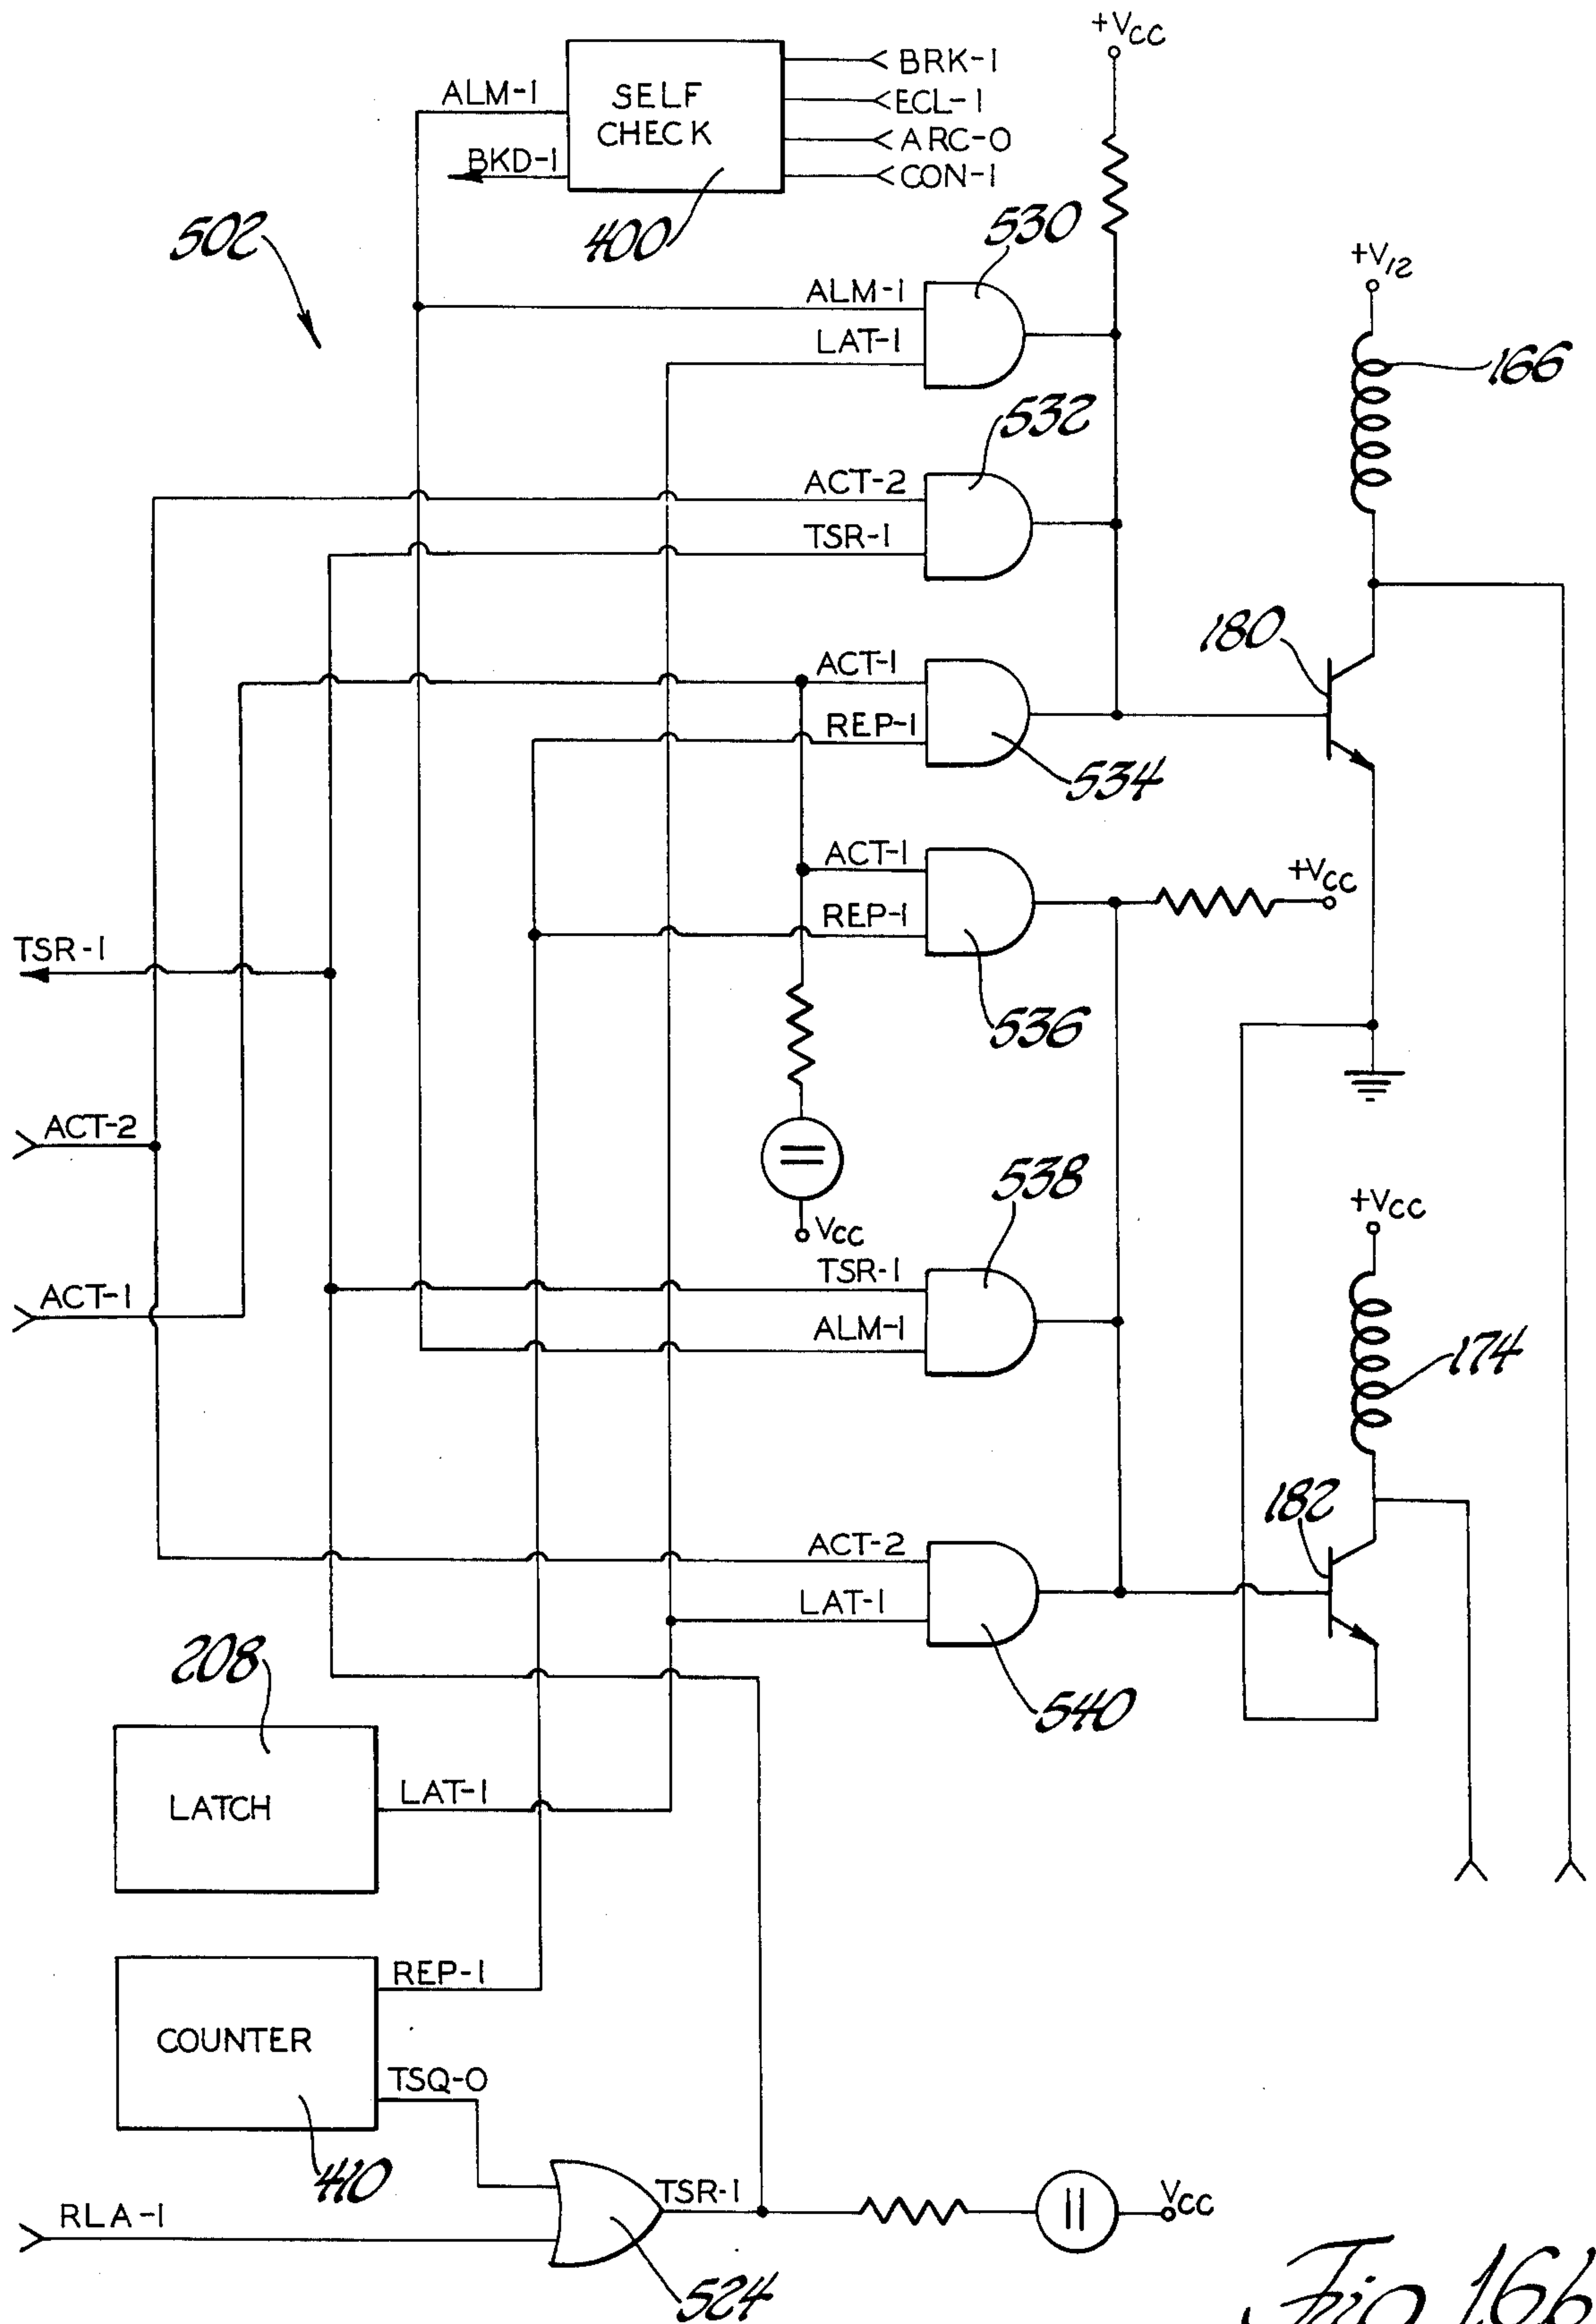 +VCC
BRK-1
ALM-1
SELF
CHECK
ECL-1
ARC-0
BKD-1
CON-1
502
400
530
+V12
ALM-1
LAT-1
166
532
ACT-2
TSR-1
180
ACT-1
REP-1
534
ACT-1
+VCC
REP-1
TSR-1
536
ACT-2
538
+VCC
VCC
TSR-1
ACT-1
ALM-1
174
182
ACT-2
LAT-1
208
540
LATCH
LAT-1
REP-1
COUNTER
TSQ-0
410
TSR-1
VCC
RLA-1
524
Fig. 16b